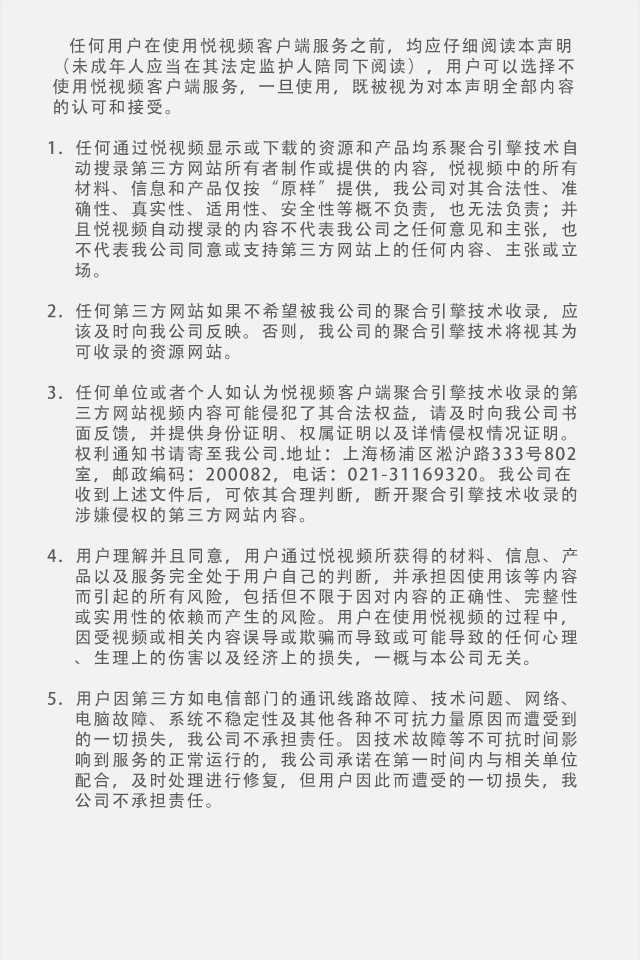 任何用户在使用悦视频客户端服务之前，均应仔细阅读本声明
（未成年人应当在其法定监护人陪同下阅读），用户可以选择不
使用悦视频客户端服务，一旦使用，既被视为对本声明全部内容
的认可和接受。
1. 任何通过悦视频显示或下载的资源和产品均系聚合引擎技术自
动搜录第三方网站所有者制作或提供的内容，悦视频中的所有
材料、信息和产品仅按“原样”提供，我公司对其合法性、准
确性、真实性、适用性、安全性等概不负责，也无法负责；并
且悦视频自动搜录的内容不代表我公司之任何意见和主张，也
不代表我公司同意或支持第三方网站上的任何内容、主张或立
场。
2. 任何第三方网站如果不希望被我公司的聚合引擎技术收录，应
该及时向我公司反映。否则，我公司的聚合引擎技术将视其为
可收录的资源网站。
3. 任何单位或者个人如认为悦视频客户端聚合引擎技术收录的第
三方网站视频内容可能侵犯了其合法权益，请及时向我公司书
面反馈，并提供身份证明、权属证明以及详情侵权情况证明。
权利通知书请寄至我公司.地址：上海杨浦区淞沪路333号802
室，邮政编码：200082，电话：021-31169320。我公司在
收到上述文件后，可依其合理判断，断开聚合引擎技术收录的
涉嫌侵权的第三方网站内容。
4. 用户理解并且同意，用户通过悦视频所获得的材料、信息、产
品以及服务完全处于用户自己的判断，并承担因使用该等内容
而引起的所有风险，包括但不限于因对内容的正确性、完整性
或实用性的依赖而产生的风险。用户在使用悦视频的过程中，
因受视频或相关内容误导或欺骗而导致或可能导致的任何心理
、生理上的伤害以及经济上的损失，一概与本公司无关。
5. 用户因第三方如电信部门的通讯线路故障、技术问题、网络、
电脑故障、系统不稳定性及其他各种不可抗力量原因而遭受到
的一切损失，我公司不承担责任。因技术故障等不可抗时间影
响到服务的正常运行的，我公司承诺在第一时间内与相关单位
配合，及时处理进行修复，但用户因此而遭受的一切损失，我
公司不承担责任。